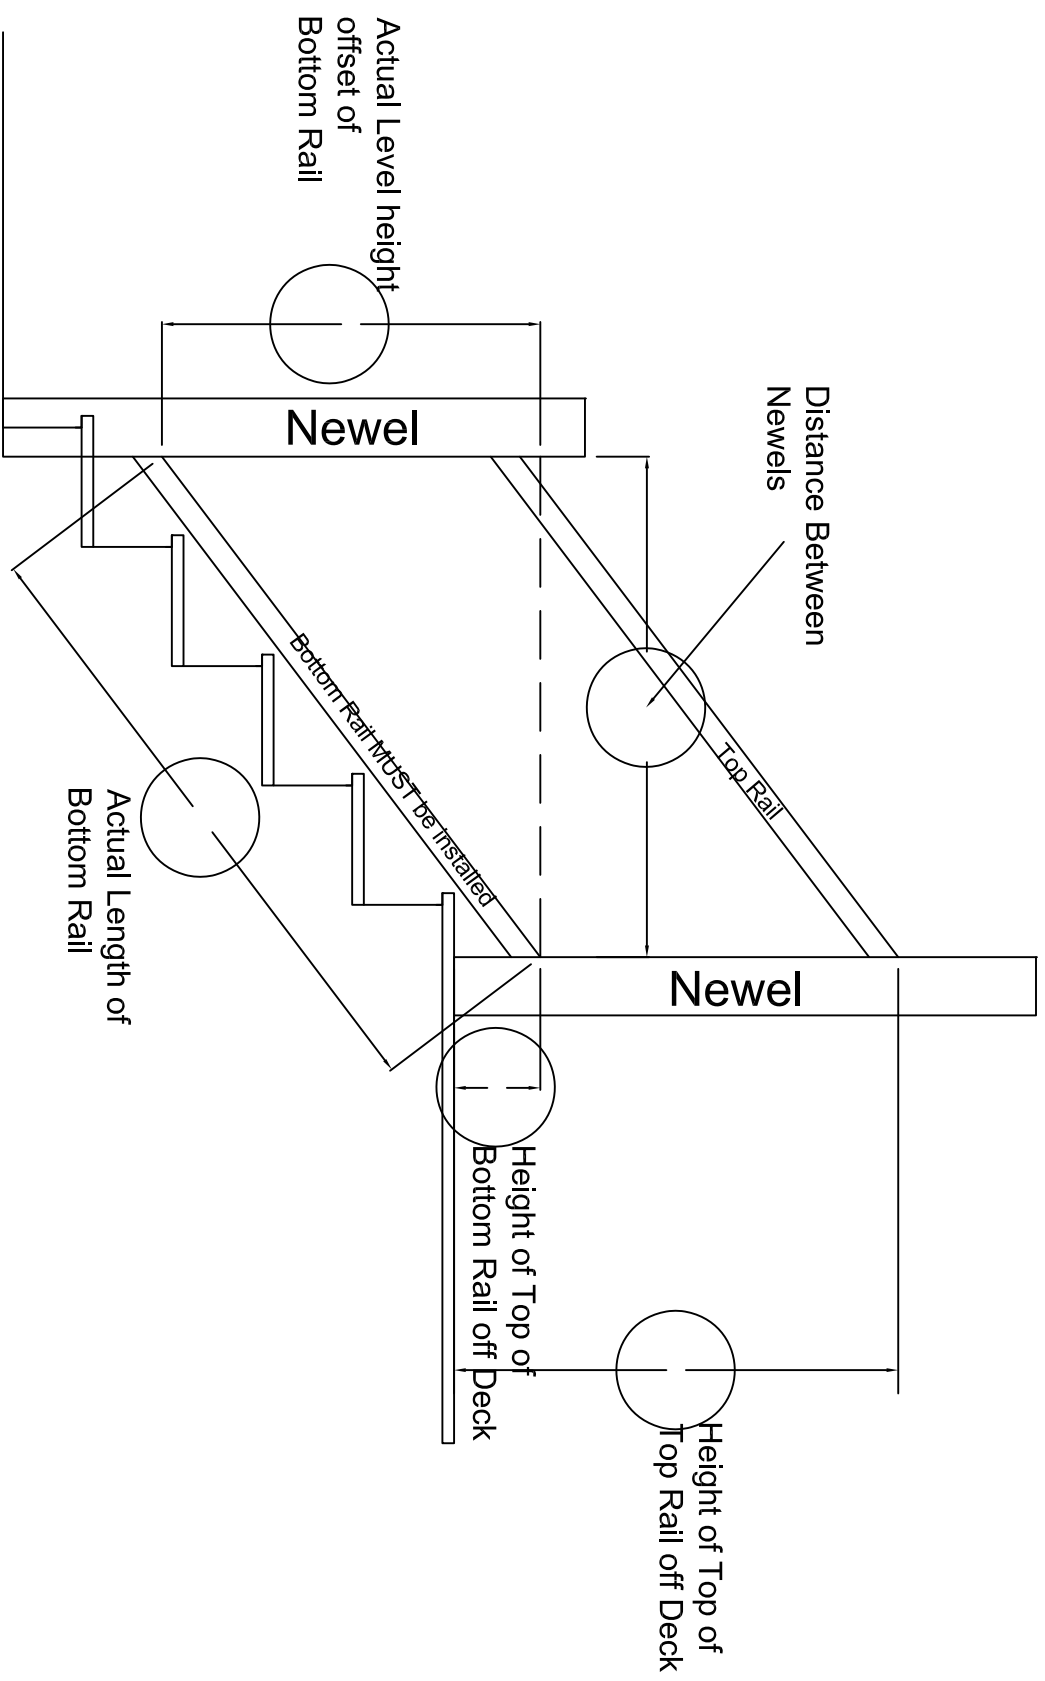 Actual Level height
offset of
Bottom Rail
Newel
Distance Between
Newels
Top Rail
Bottom Rail MUST be installed
Actual Length of
Bottom Rail
Newel
Height of Top of
Bottom Rail off Deck
Height of Top of
Top Rail off Deck